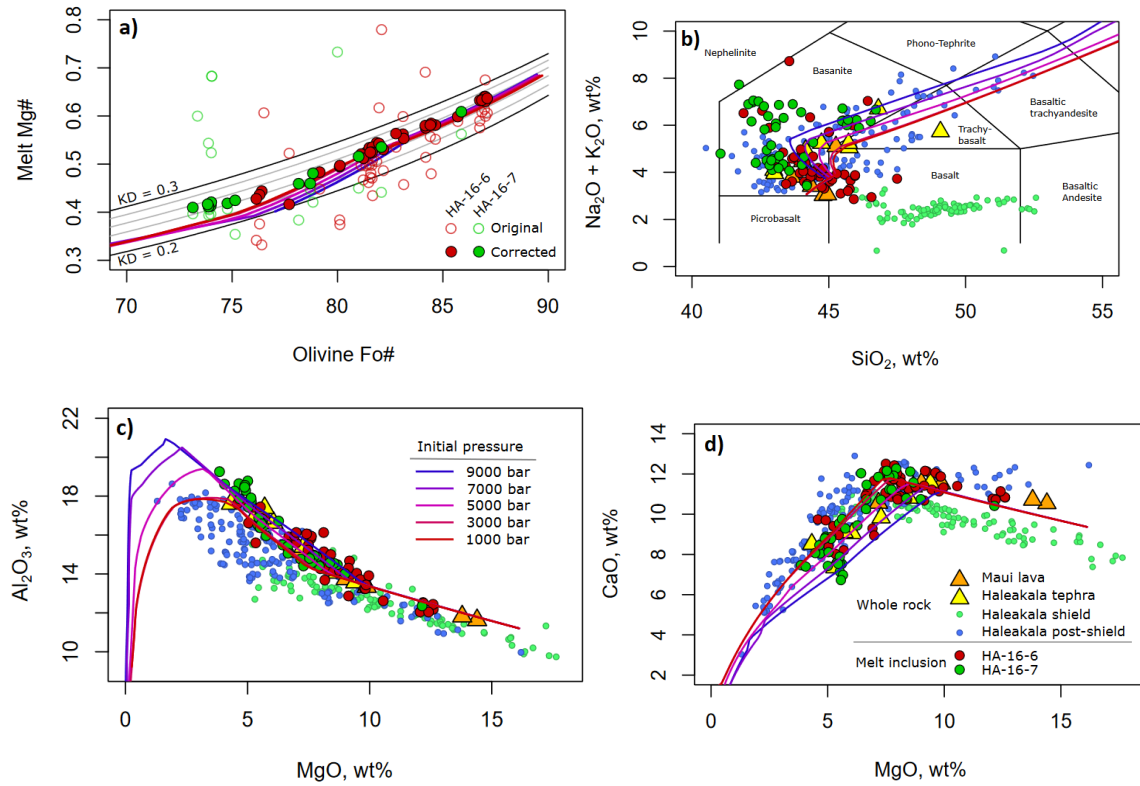 a)
Melt Mg#
0.8
0.7
0.6
0.5
0.4
0.3
KD = 0.3
KD = 0.2
HA-16-6
HA-16-7
Original
Corrected
70 75 80 85 90
Olivine Fo#
b)
Na₂O + K₂O, wt%
10
8
6
4
2
0
Nephelinite
Phono-Tephrite
Basanite
Basaltic
trachyandesite
Trachy-
basalt
Basalt
Basaltic
Andesite
Picrobasalt
40 45 50 55
SiO₂, wt%
c)
Al₂O₃, wt%
22
18
14
10
Initial pressure
9000 bar
7000 bar
5000 bar
3000 bar
1000 bar
0 5 10 15
MgO, wt%
d)
CaO, wt%
14
12
10
8
6
4
2
Whole rock
Maui lava
Haleakala tephra
Haleakala shield
Haleakala post-shield
Melt inclusion
HA-16-6
HA-16-7
0 5 10 15
MgO, wt%